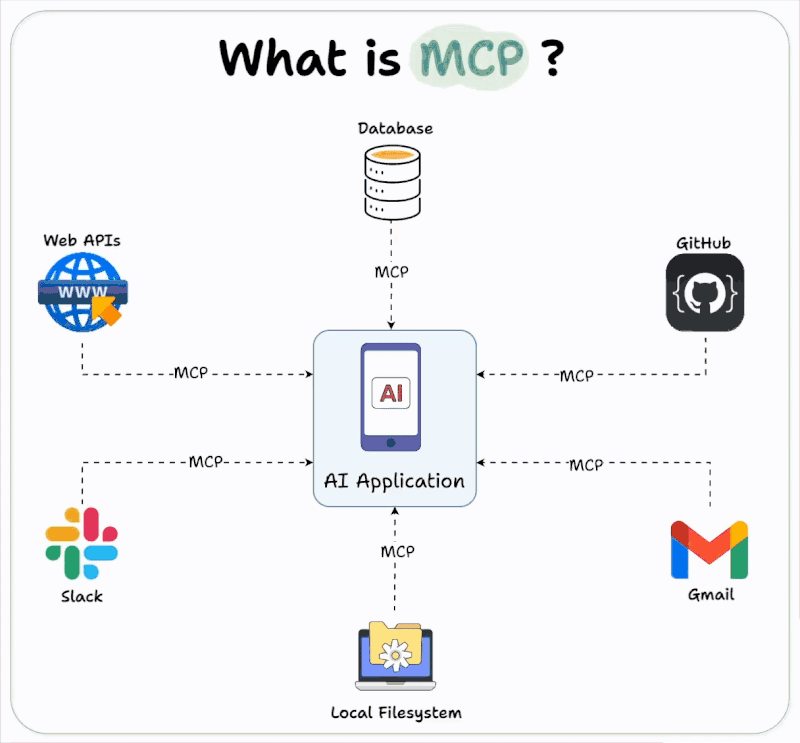 What is MCP ?
Database
Web APIs
GitHub
WWW
MCP
MCP
MCP
AI
AI Application
MCP
MCP
MCP
Slack
Gmail
Local Filesystem